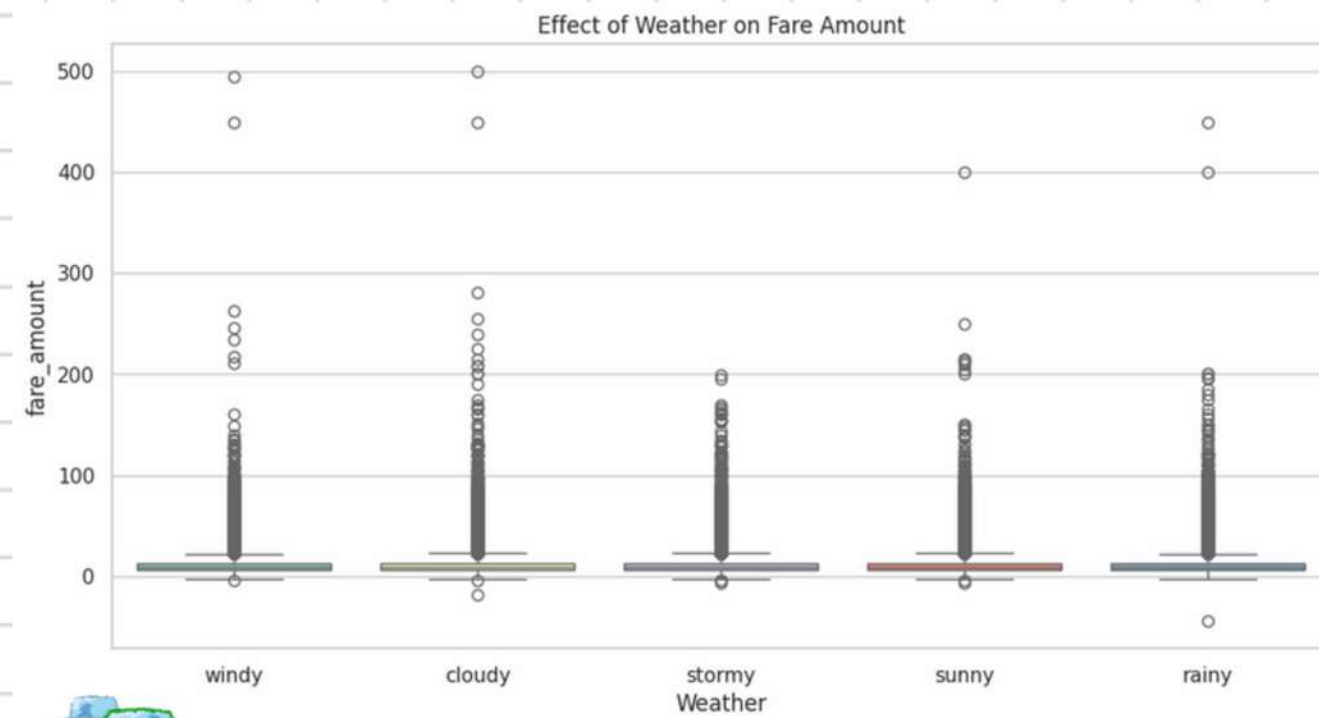 Effect of Weather on Fare Amount
500
400
300
200
100
0
fare_amount
windy cloudy stormy sunny rainy
Weather